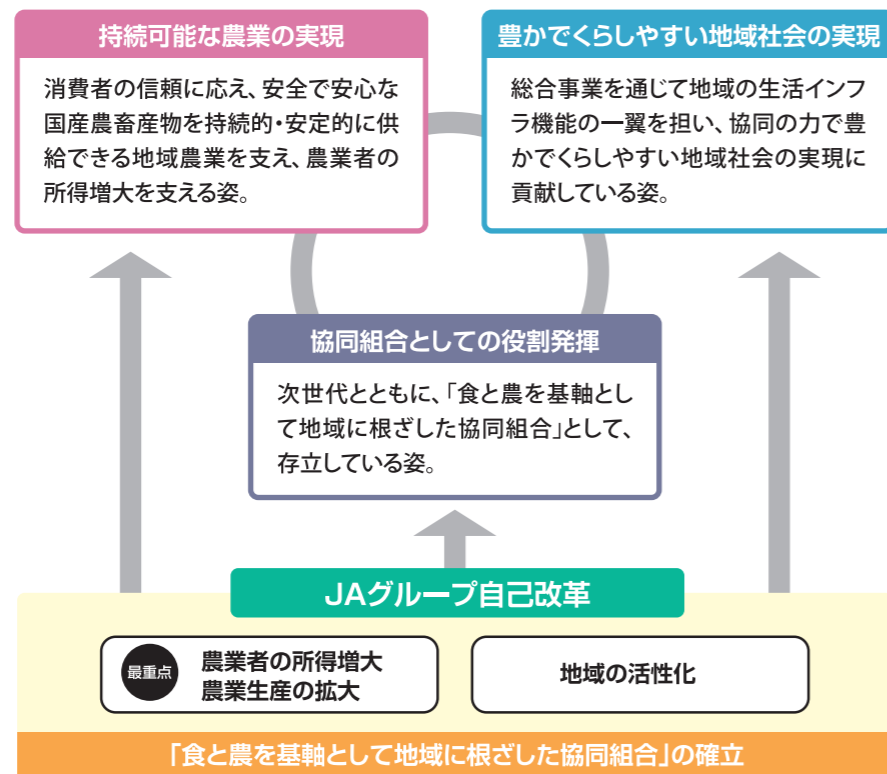 持続可能な農業の実現
消費者の信頼に応え、安全で安心な
国産農畜産物を持続的・安定的に供
給できる地域農業を支え、農業者の
所得増大を支える姿。
豊かでくらしやすい地域社会の実現
総合事業を通じて地域の生活インフ
ラ機能の一翼を担い、協同の力で豊
かでくらしやすい地域社会の実現に
貢献している姿。
協同組合としての役割発揮
次世代とともに、「食と農を基軸とし
て地域に根ざした協同組合」として、
存立している姿。
JAグループ自己改革
最重点
農業者の所得増大
農業生産の拡大
地域の活性化
「食と農を基軸として地域に根ざした協同組合」の確立